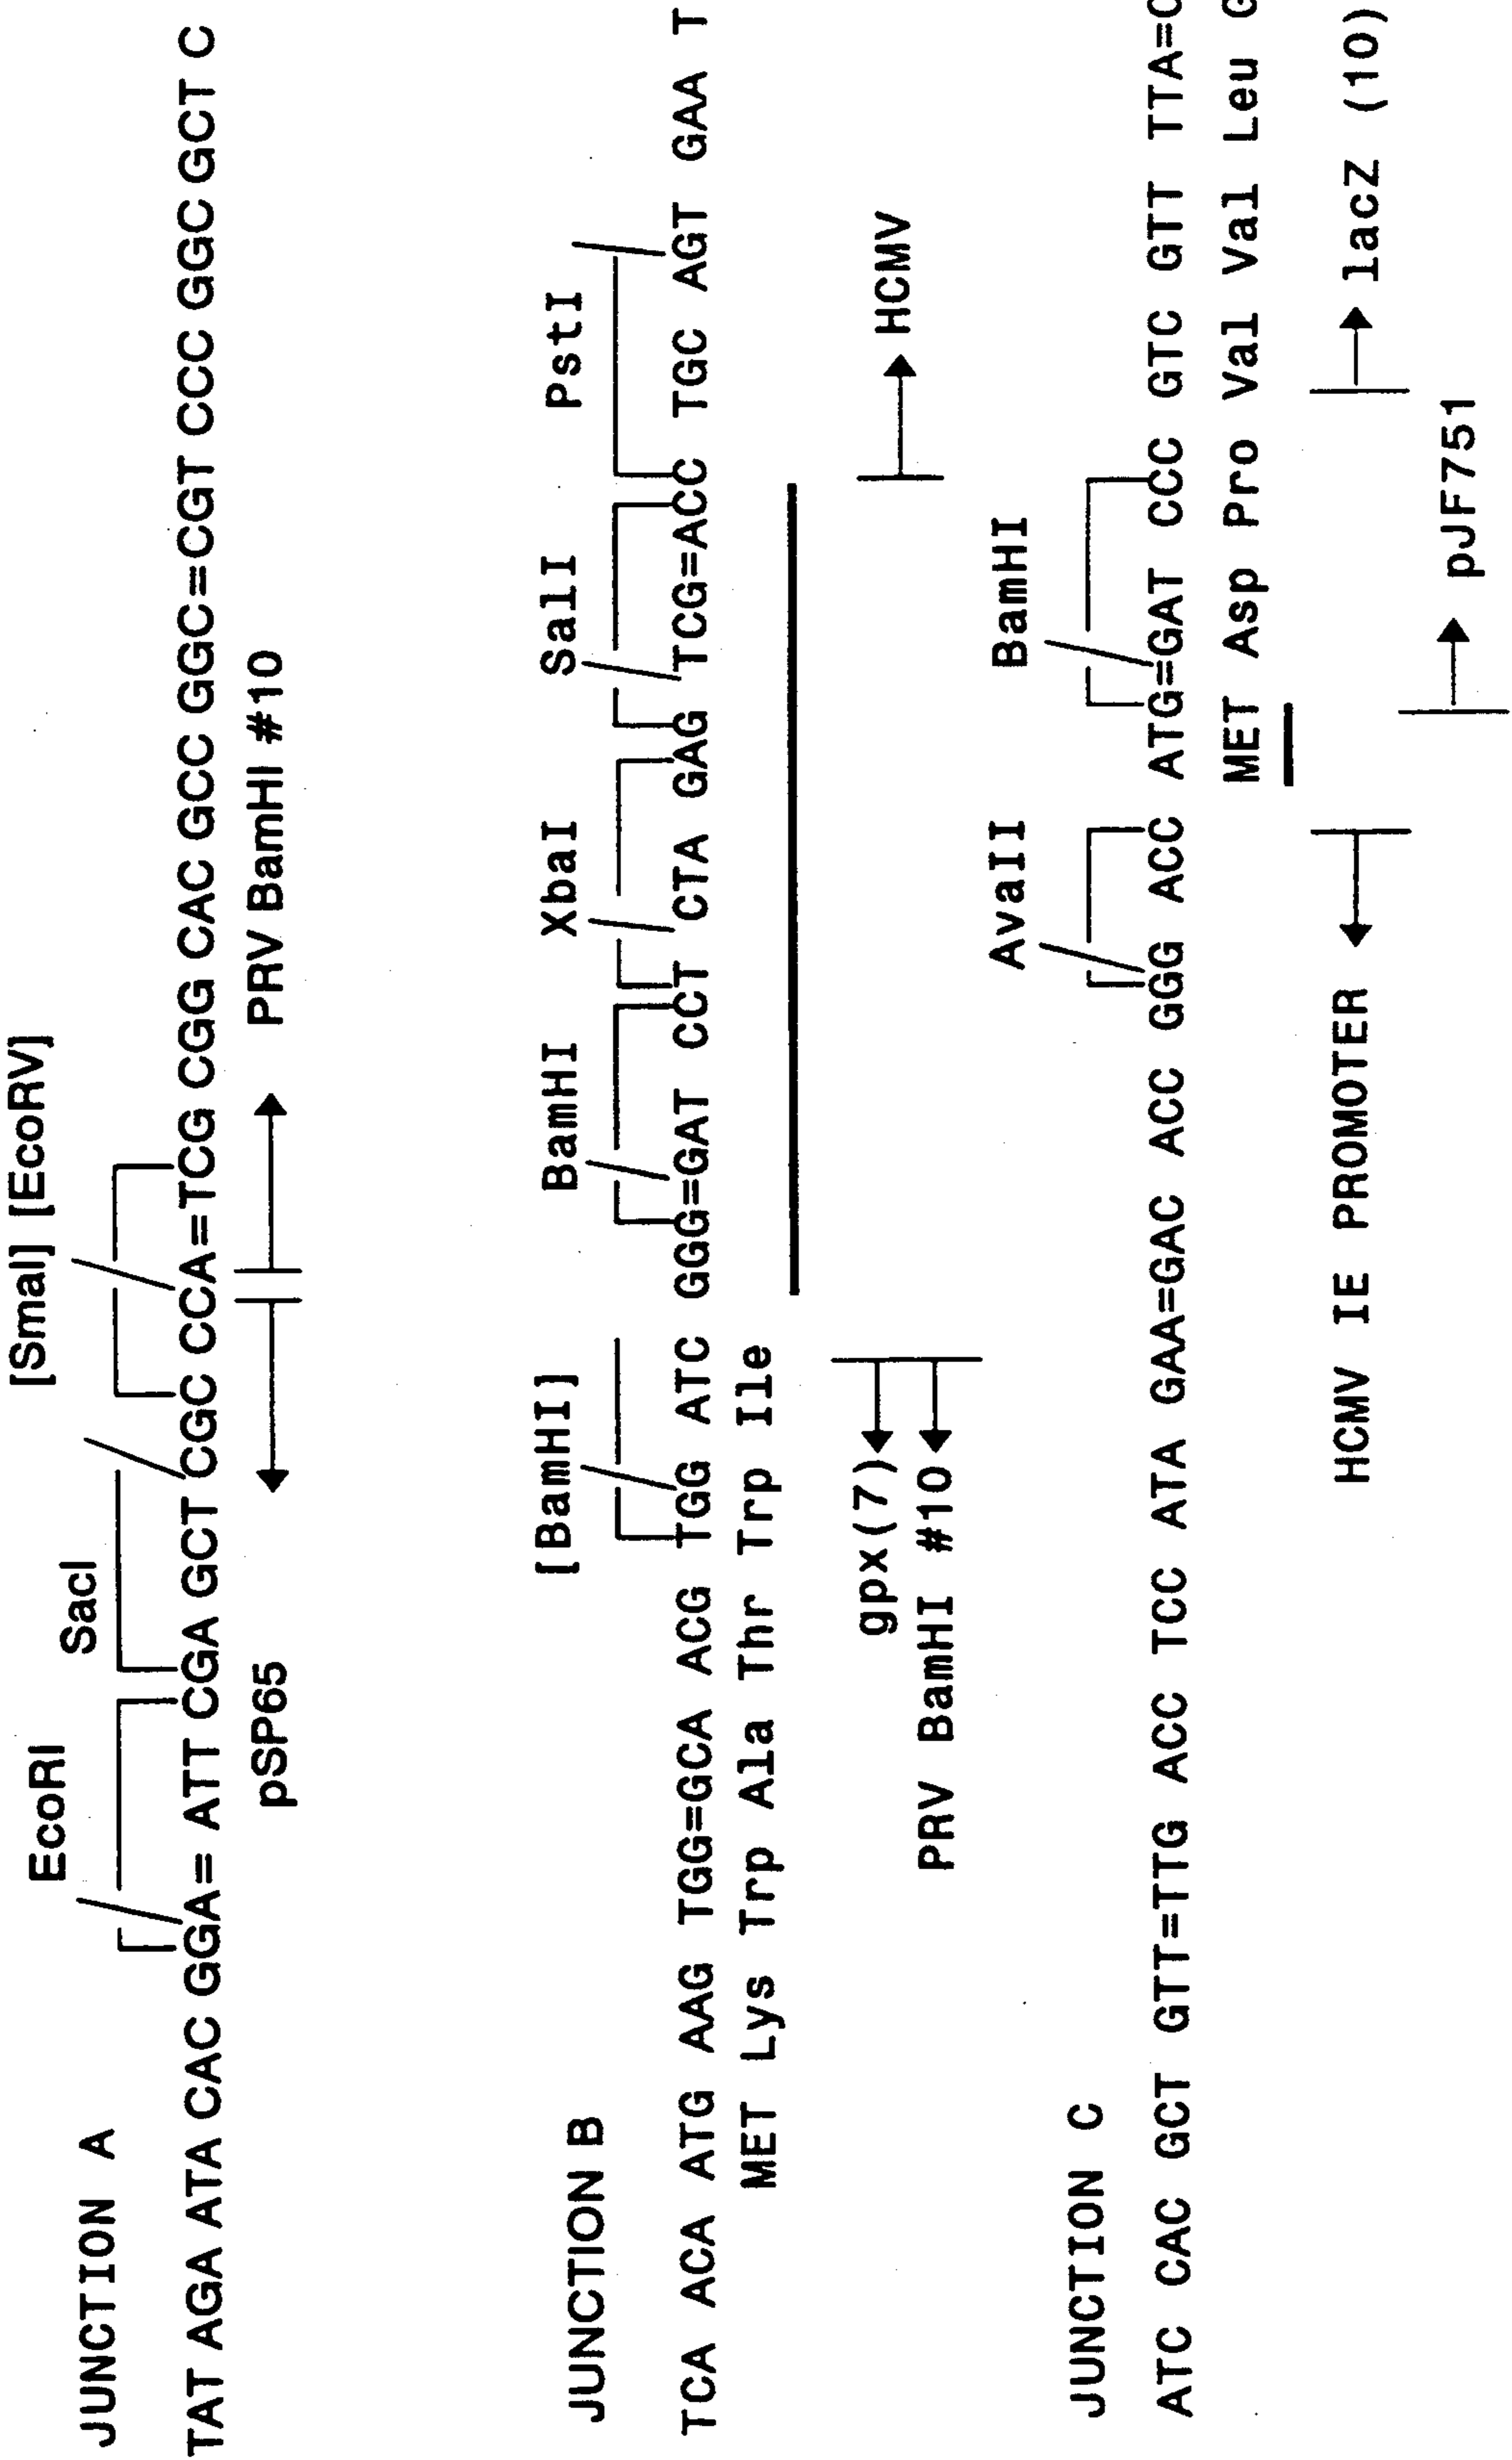 JUNCTION A
EcoRI SacI [SmaI] [EcoRV]
TAT AGA ATA CAC GGA= ATT CGA GCT CGC CCA=TCG CGG CAC GCC GGC=CGT CCC GGC GCT C
pSP65 PRV BamHI #10
JUNCTION B
[BamHI] BamHI XbaI SalI PstI
TCA ACA ATG AAG TGG=GCA ACG TGG ATC GGG=GAT CCT CTA GAG TCG=ACC TGC AGT GAA T
MET Lys Trp Ala Thr Trp Ile
gpx(7) HCMV
PRV BamHI #10
JUNCTION C
AvaII BamHI
ATC CAC GCT GTT=TTG ACC TCC ATA GAA=GAC ACC GGG ACC ATG=GAT CCC GTC GTT TTA=C
MET Asp Pro Val Val Leu G
HCMV IE PROMOTER lacZ (10)
pJF751